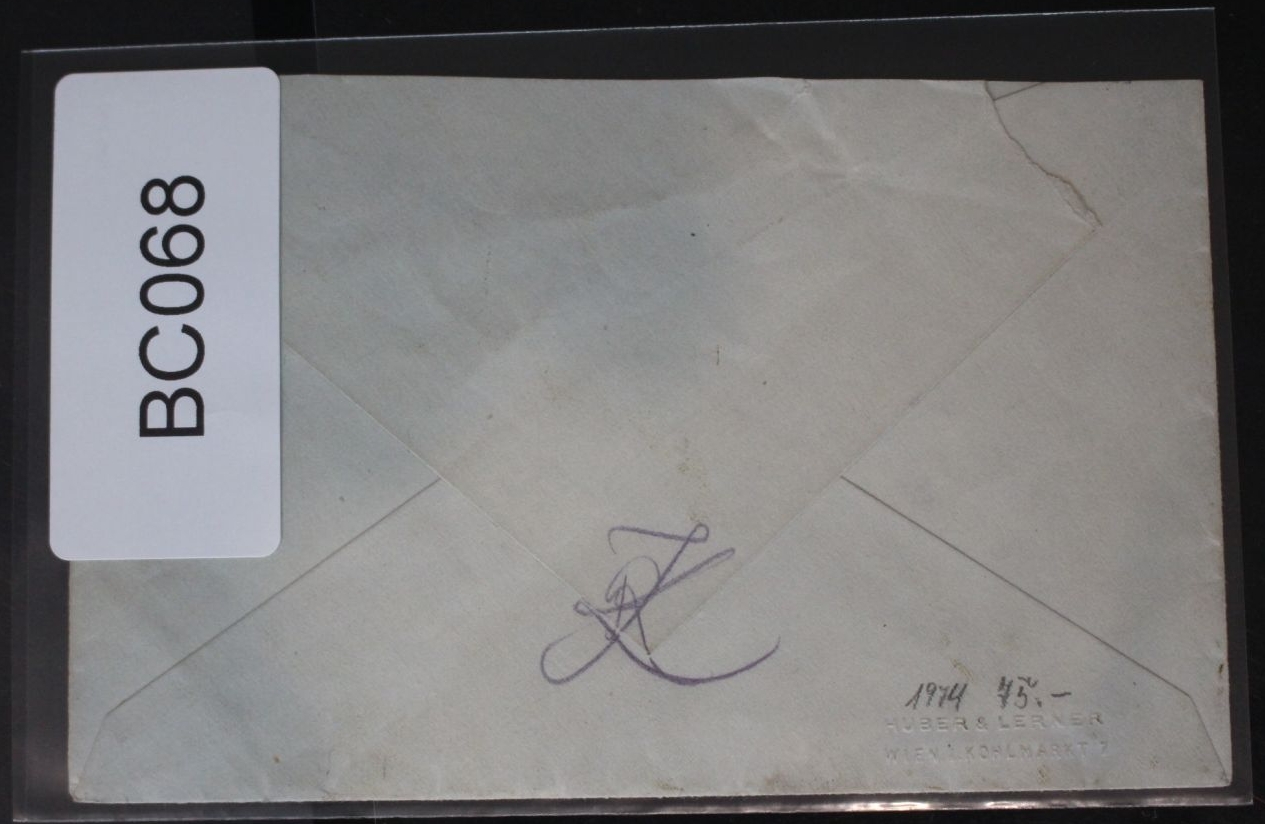 BC068
1974 75.-
HUBER & LERNER
WIEN I. KOHLMARKT 7